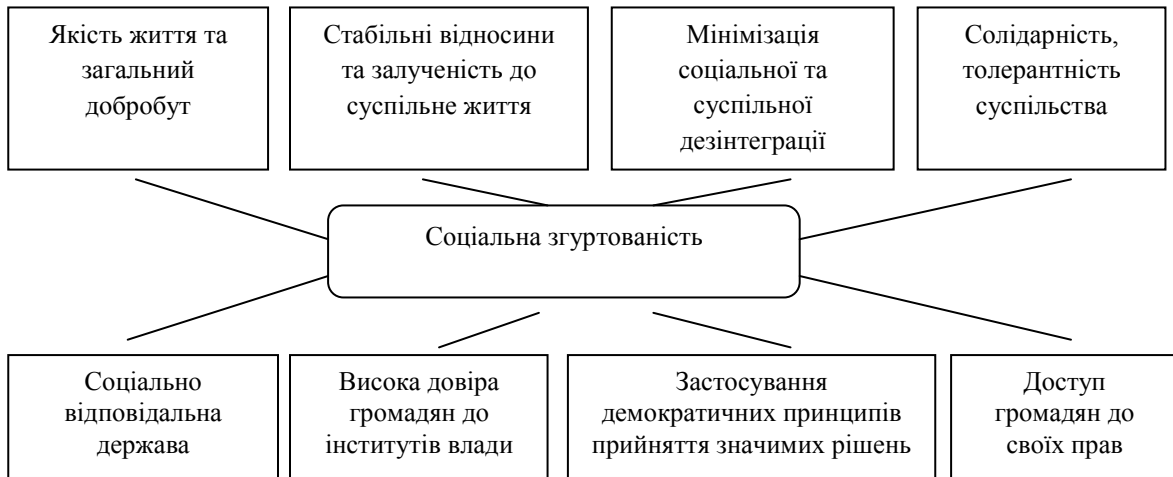 Якість життя та
загальний
добробут
Стабільні відносини
та залученість до
суспільне життя
Мінімізація
соціальної та
суспільної
дезінтеграції
Солідарність,
толерантність
суспільства
Соціальна згуртованість
Соціально
відповідальна
держава
Висока довіра
громадян до
інститутів влади
Застосування
демократичних принципів
прийняття значимих рішень
Доступ
громадян до
своїх прав